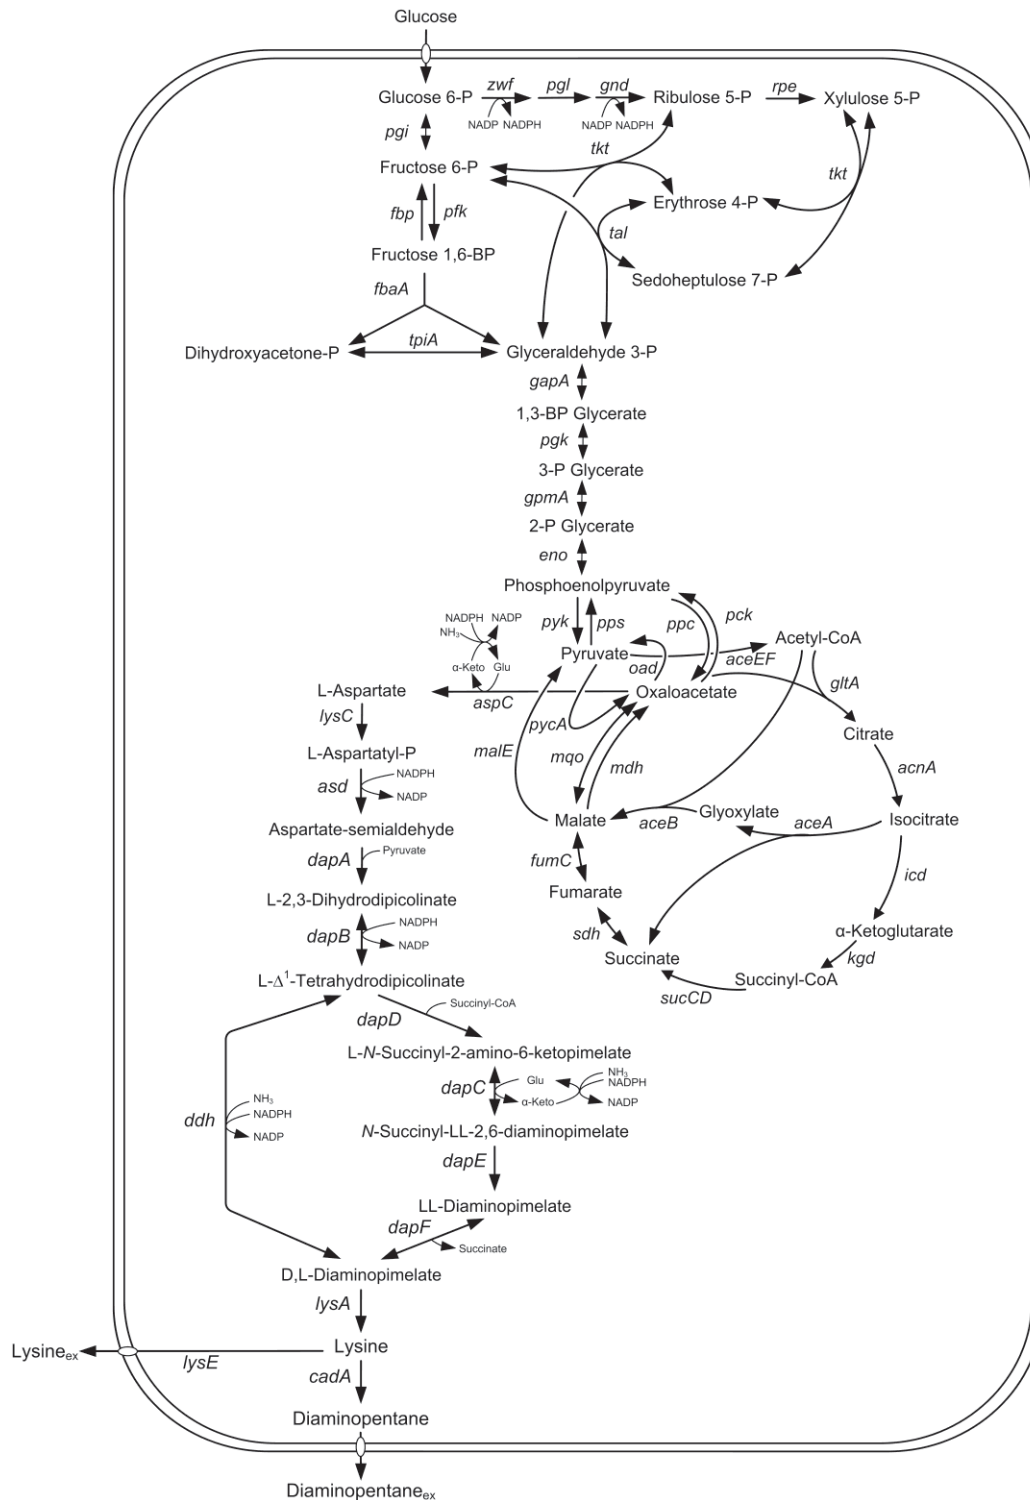 Glucose
Glucose 6-P zwf pgl gnd Ribulose 5-P rpe Xylulose 5-P
NADP NADPH NADP NADPH
pgi
tkt
Fructose 6-P
tkt
fbp pfk
Erythrose 4-P
tal
Fructose 1,6-BP
Sedoheptulose 7-P
fbaA
Dihydroxyacetone-P tpiA Glyceraldehyde 3-P
gapA
1,3-BP Glycerate
pgk
3-P Glycerate
gpmA
2-P Glycerate
eno
Phosphoenolpyruvate
NADPH NADP
NH₃
pyk pps ppc pck
Acetyl-CoA
Pyruvate
oad aceEF
α-Keto Glu
gltA
L-Aspartate aspC Oxaloacetate
lysC
pycA
Citrate
L-Aspartatyl-P malE mqo mdh
acnA
asd NADPH
NADP
Aspartate-semialdehyde
Malate aceB Glyoxylate aceA Isocitrate
dapA Pyruvate
fumC
icd
L-2,3-Dihydrodipicolinate
Fumarate
dapB NADPH
NADP
sdh
α-Ketoglutarate
kgd
Succinate
L-Δ¹-Tetrahydrodipicolinate
Succinyl-CoA
sucCD
dapD Succinyl-CoA
L-N-Succinyl-2-amino-6-ketopimelate
dapC Glu NH₃
NADPH
α-Keto NADP
ddh NH₃
NADPH
NADP
N-Succinyl-LL-2,6-diaminopimelate
dapE
LL-Diaminopimelate
dapF
Succinate
D,L-Diaminopimelate
lysA
Lysineₑₓ lysE Lysine
cadA
Diaminopentane
Diaminopentaneₑₓ